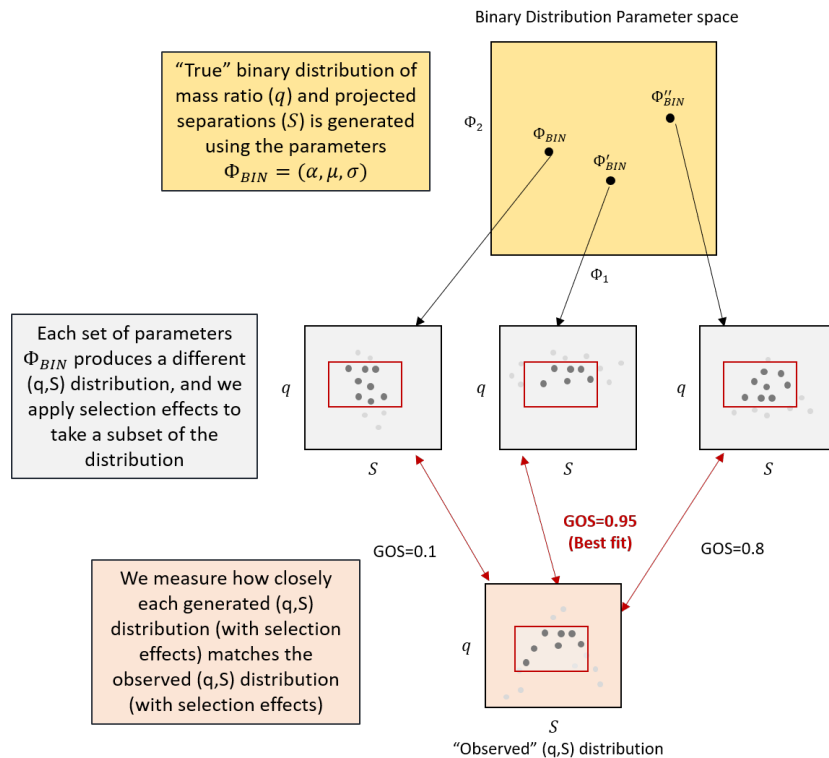 Binary Distribution Parameter space
“True” binary distribution of
mass ratio (q) and projected
separations (S) is generated
using the parameters
Φ_BIN = (α, μ, σ)
Φ₂
Φ_BIN
Φ′_BIN
Φ′′_BIN
Φ₁
Each set of parameters
Φ_BIN produces a different
(q,S) distribution, and we
apply selection effects to
take a subset of the
distribution
q
S
q
S
q
S
GOS=0.1
GOS=0.95
(Best fit)
GOS=0.8
We measure how closely
each generated (q,S)
distribution (with selection
effects) matches the
observed (q,S) distribution
(with selection effects)
q
S
“Observed” (q,S) distribution